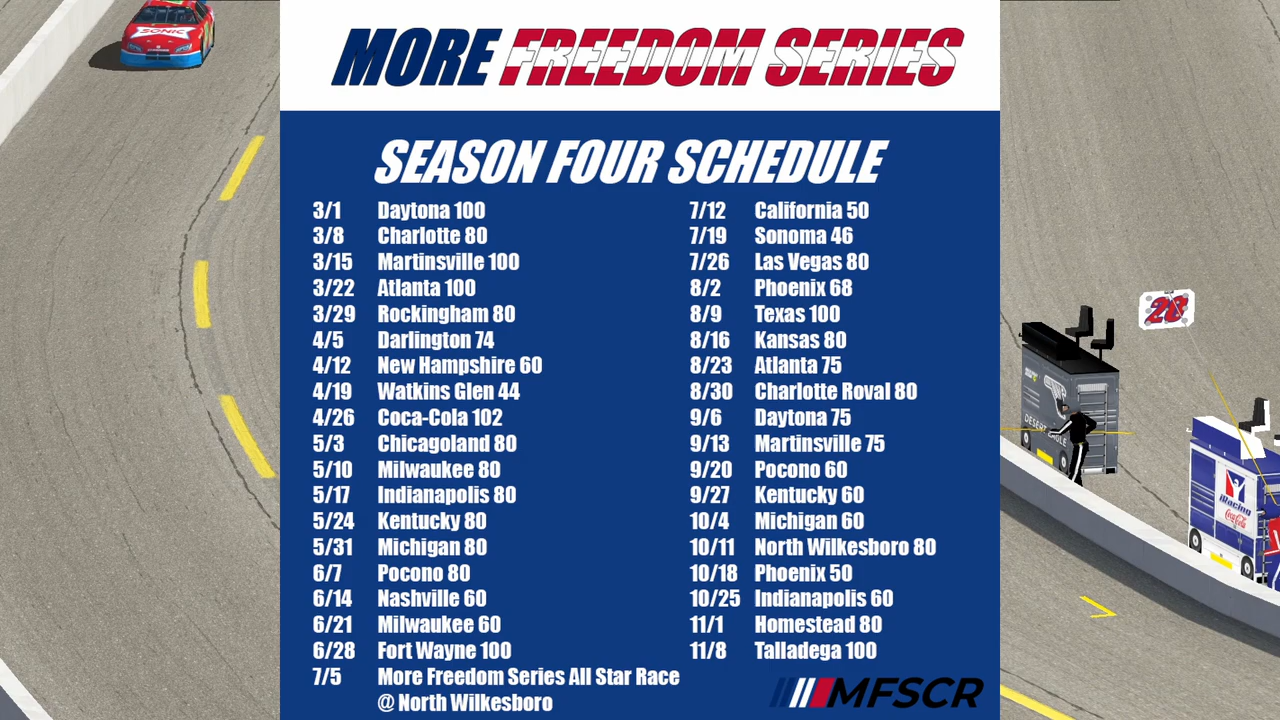 SONIC
MORE FREEDOM SERIES
SEASON FOUR SCHEDULE
3/1 Daytona 100
3/8 Charlotte 80
3/15 Martinsville 100
3/22 Atlanta 100
3/29 Rockingham 80
4/5 Darlington 74
4/12 New Hampshire 60
4/19 Watkins Glen 44
4/26 Coca-Cola 102
5/3 Chicagoland 80
5/10 Milwaukee 80
5/17 Indianapolis 80
5/24 Kentucky 80
5/31 Michigan 80
6/7 Pocono 80
6/14 Nashville 60
6/21 Milwaukee 60
6/28 Fort Wayne 100
7/5 More Freedom Series All Star Race
@ North Wilkesboro
7/12 California 50
7/19 Sonoma 46
7/26 Las Vegas 80
8/2 Phoenix 68
8/9 Texas 100
8/16 Kansas 80
8/23 Atlanta 75
8/30 Charlotte Roval 80
9/6 Daytona 75
9/13 Martinsville 75
9/20 Pocono 60
9/27 Kentucky 60
10/4 Michigan 60
10/11 North Wilkesboro 80
10/18 Phoenix 50
10/25 Indianapolis 60
11/1 Homestead 80
11/8 Talladega 100
MFSCR
20
DESERT EAGLE
iRacing
Coca-Cola